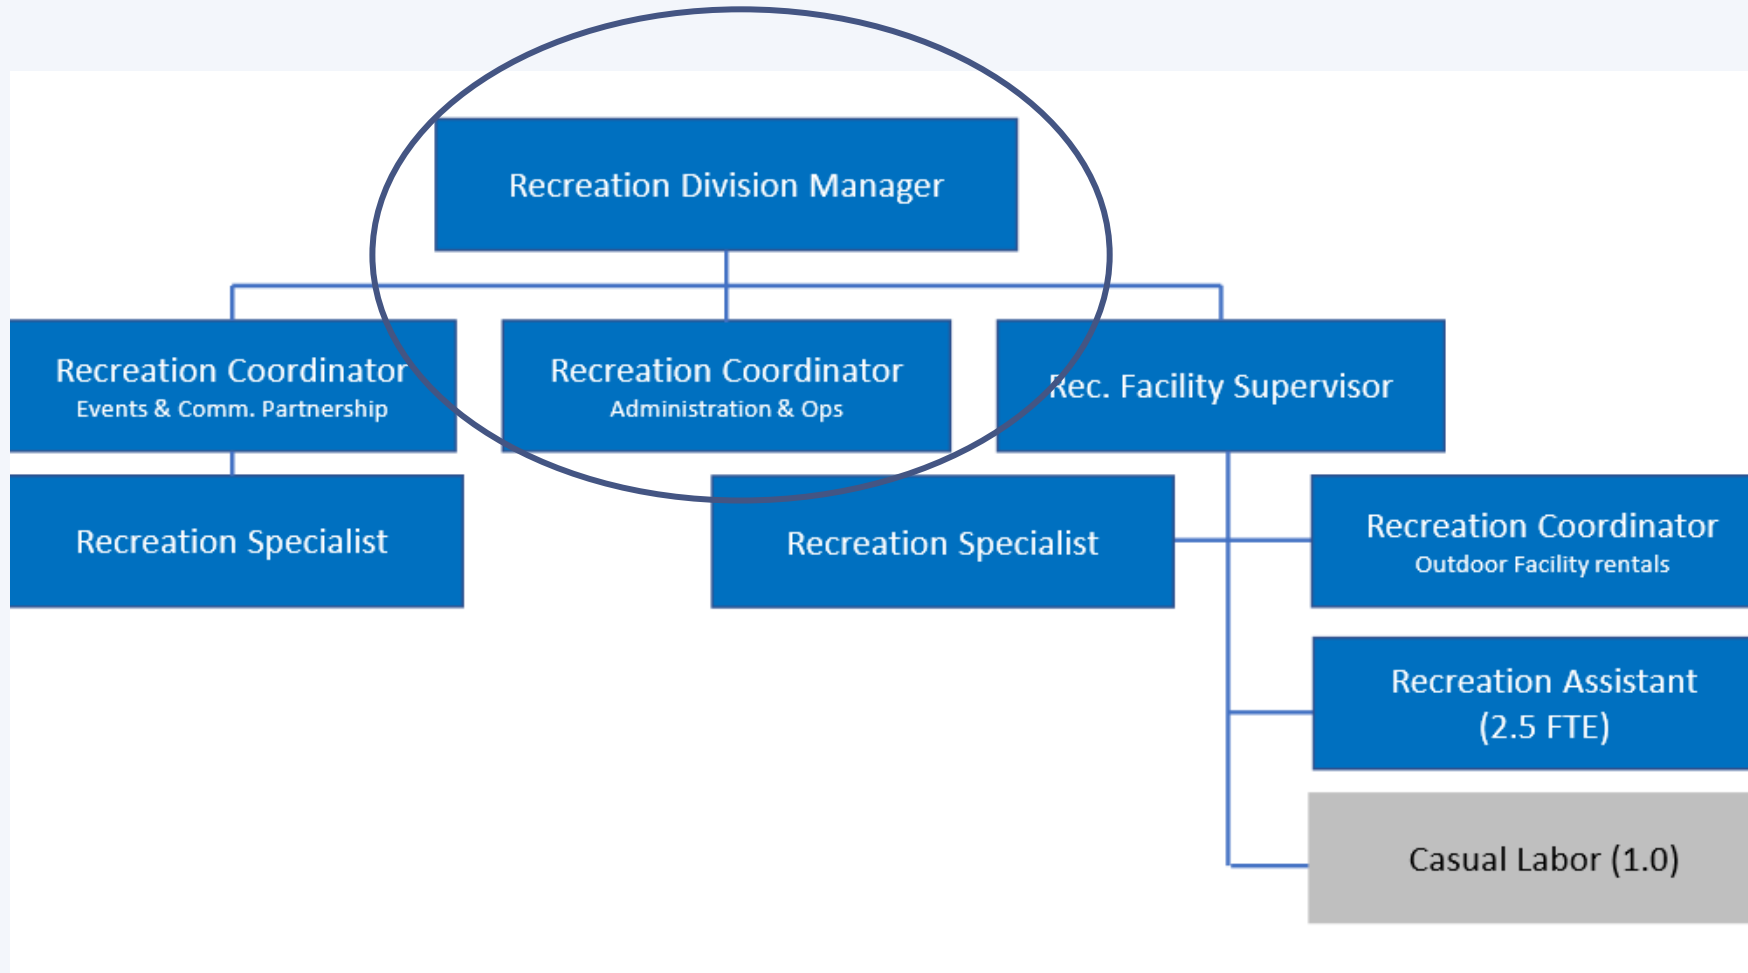 Recreation Division Manager
Recreation Coordinator
Events & Comm. Partnership
Recreation Coordinator
Administration & Ops
Rec. Facility Supervisor
Recreation Specialist
Recreation Specialist
Recreation Coordinator
Outdoor Facility rentals
Recreation Assistant
(2.5 FTE)
Casual Labor (1.0)